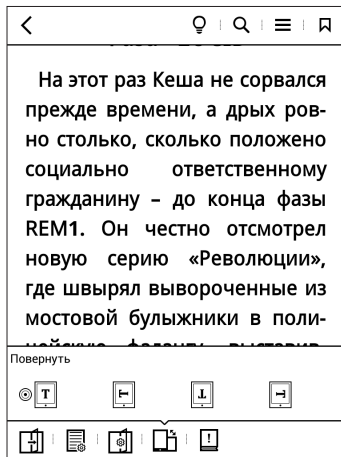 На этот раз Кеша не сорвался
прежде времени, а дрых ров-
но столько, сколько положено
социально ответственному
гражданину – до конца фазы
REM1. Он честно отсмотрел
новую серию «Революции»,
где швырял вывороченные из
мостовой булыжники в поли-
Повернуть
T
T
T
T